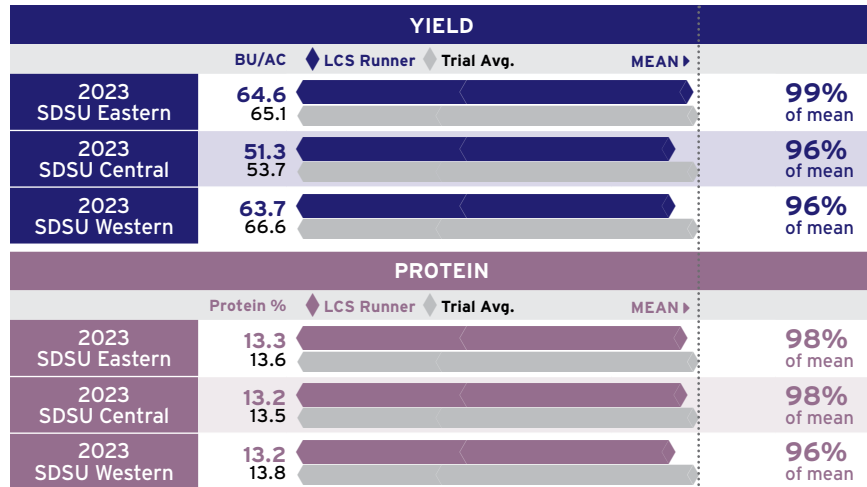 YIELD
BU/AC LCS Runner Trial Avg. MEAN
2023
SDSU Eastern
64.6
65.1
99%
of mean
2023
SDSU Central
51.3
53.7
96%
of mean
2023
SDSU Western
63.7
66.6
96%
of mean
PROTEIN
Protein % LCS Runner Trial Avg. MEAN
2023
SDSU Eastern
13.3
13.6
98%
of mean
2023
SDSU Central
13.2
13.5
98%
of mean
2023
SDSU Western
13.2
13.8
96%
of mean